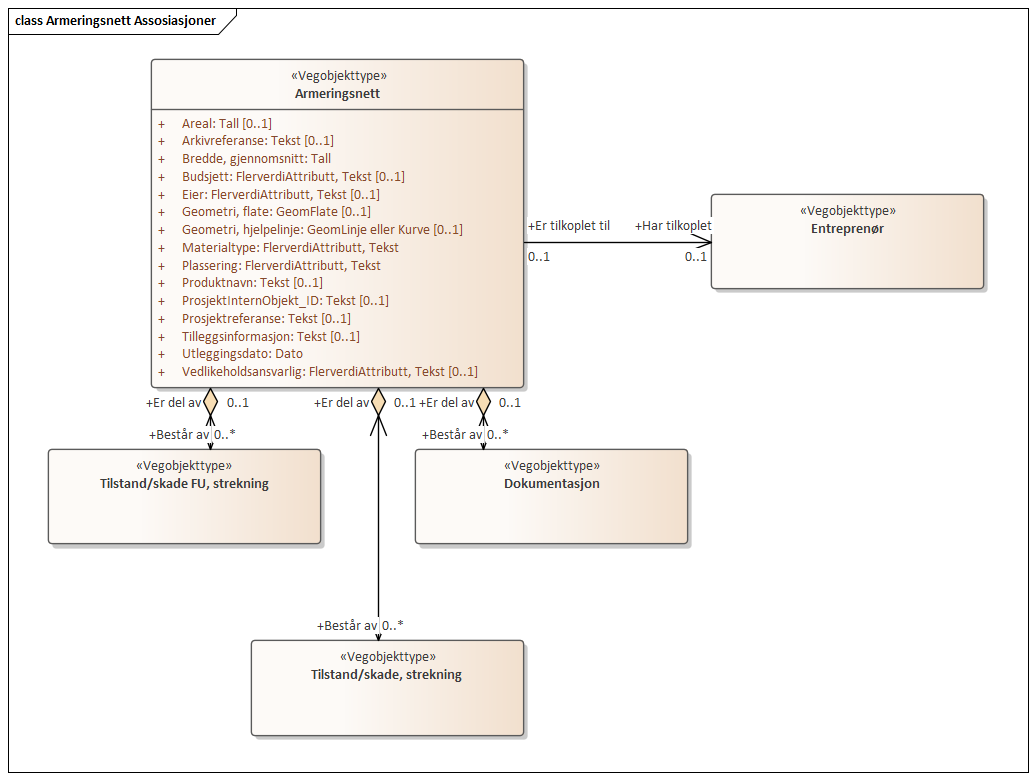 class Armeringsnett Assosiasjoner
«Vegobjekttype»
Armeringsnett
+ Areal: Tall [0..1]
+ Arkivreferanse: Tekst [0..1]
+ Bredde, gjennomsnitt: Tall
+ Budsjett: FlerverdiAttributt, Tekst [0..1]
+ Eier: FlerverdiAttributt, Tekst [0..1]
+ Geometri, flate: GeomFlate [0..1]
+ Geometri, hjelpelinje: GeomLinje eller Kurve [0..1]
+ Materialtype: FlerverdiAttributt, Tekst
+ Plassering: FlerverdiAttributt, Tekst
+ Produktnavn: Tekst [0..1]
+ ProsjektInternObjekt_ID: Tekst [0..1]
+ Prosjektreferanse: Tekst [0..1]
+ Tilleggsinformasjon: Tekst [0..1]
+ Utleggingsdato: Dato
+ Vedlikeholdsansvarlig: FlerverdiAttributt, Tekst [0..1]
+Er tilkoplet til +Har tilkoplet
0..1 0..1
«Vegobjekttype»
Entreprenør
+Er del av 0..1 +Er del av 0..1 +Er del av 0..1
+Består av 0..* +Består av 0..*
«Vegobjekttype»
Tilstand/skade FU, strekning
«Vegobjekttype»
Dokumentasjon
+Består av 0..*
«Vegobjekttype»
Tilstand/skade, strekning